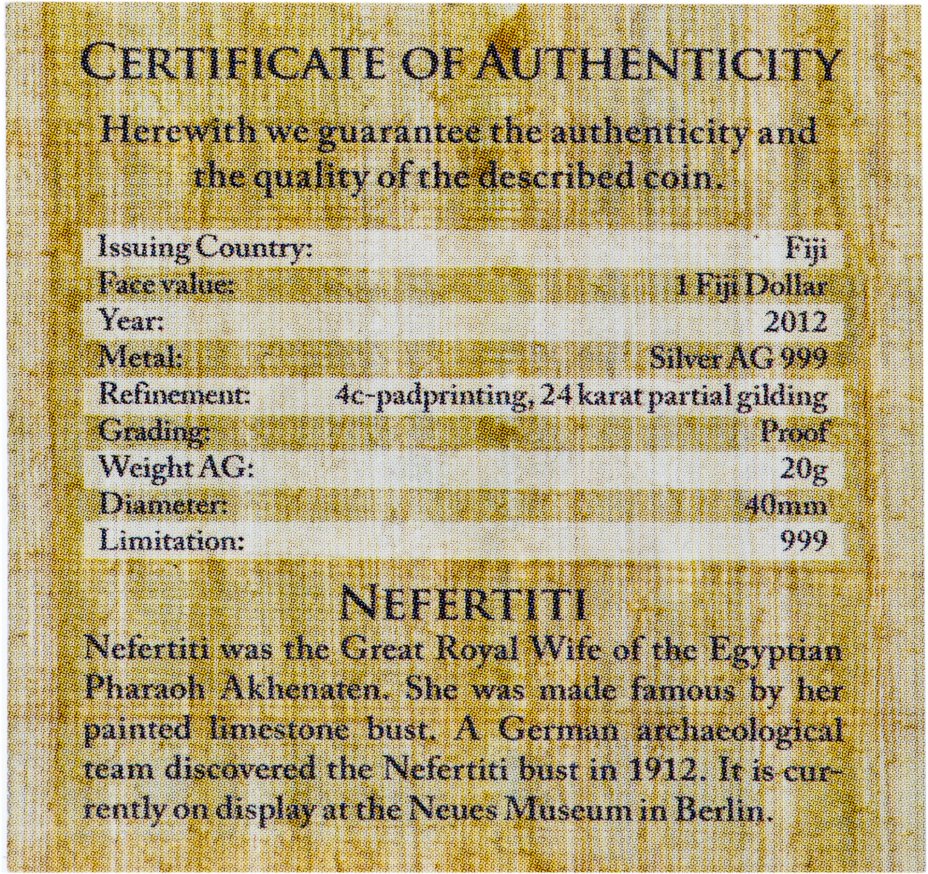 CERTIFICATE OF AUTHENTICITY
Herewith we guarantee the authenticity and
the quality of the described coin.
Issuing Country: Fiji
Face value: 1 Fiji Dollar
Year: 2012
Metal: Silver AG 999
Refinement: 4c-padprinting, 24 karat partial gilding
Grading: Proof
Weight AG: 20g
Diameter: 40mm
Limitation: 999
NEFERTITI
Nefertiti was the Great Royal Wife of the Egyptian
Pharaoh Akhenaten. She was made famous by her
painted limestone bust. A German archaeological
team discovered the Nefertiti bust in 1912. It is cur-
rently on display at the Neues Museum in Berlin.